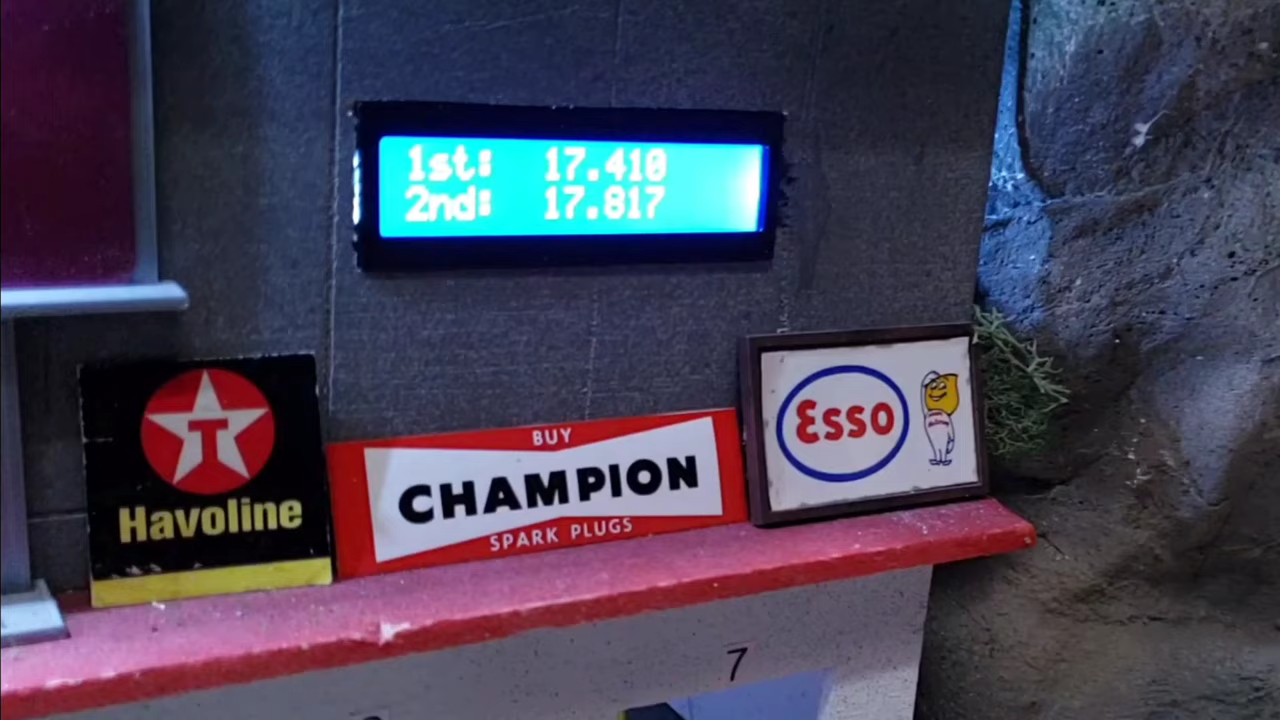 1st: 17.410
2nd: 17.817
T
Havoline
BUY
CHAMPION
SPARK PLUGS
Esso
7